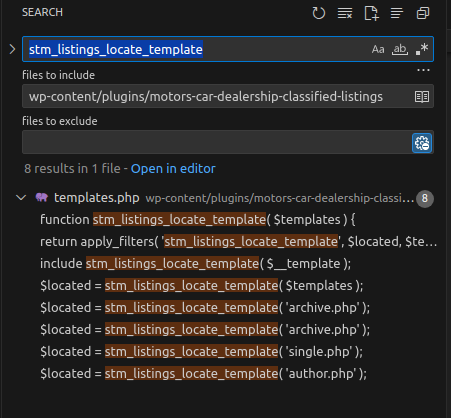 SEARCH
stm_listings_locate_template
Aa ab .*
files to include
wp-content/plugins/motors-car-dealership-classified-listings
files to exclude
8 results in 1 file - Open in editor
templates.php wp-content/plugins/motors-car-dealership-classifi... 8
function stm_listings_locate_template( $templates ) {
return apply_filters( 'stm_listings_locate_template', $located, $te...
include stm_listings_locate_template( $__template );
$located = stm_listings_locate_template( $templates );
$located = stm_listings_locate_template( 'archive.php' );
$located = stm_listings_locate_template( 'archive.php' );
$located = stm_listings_locate_template( 'single.php' );
$located = stm_listings_locate_template( 'author.php' );